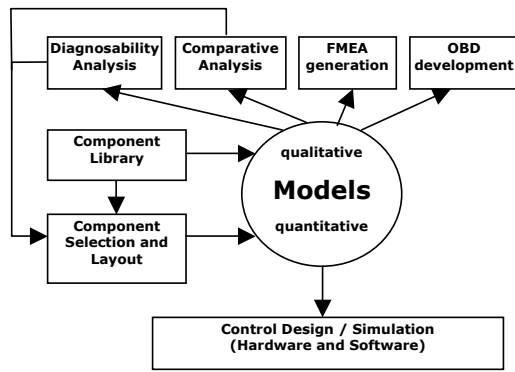 Diagnosability
Analysis
Comparative
Analysis
FMEA
generation
OBD
development
Component
Library
qualitative
Models
quantitative
Component
Selection and
Layout
Control Design / Simulation
(Hardware and Software)